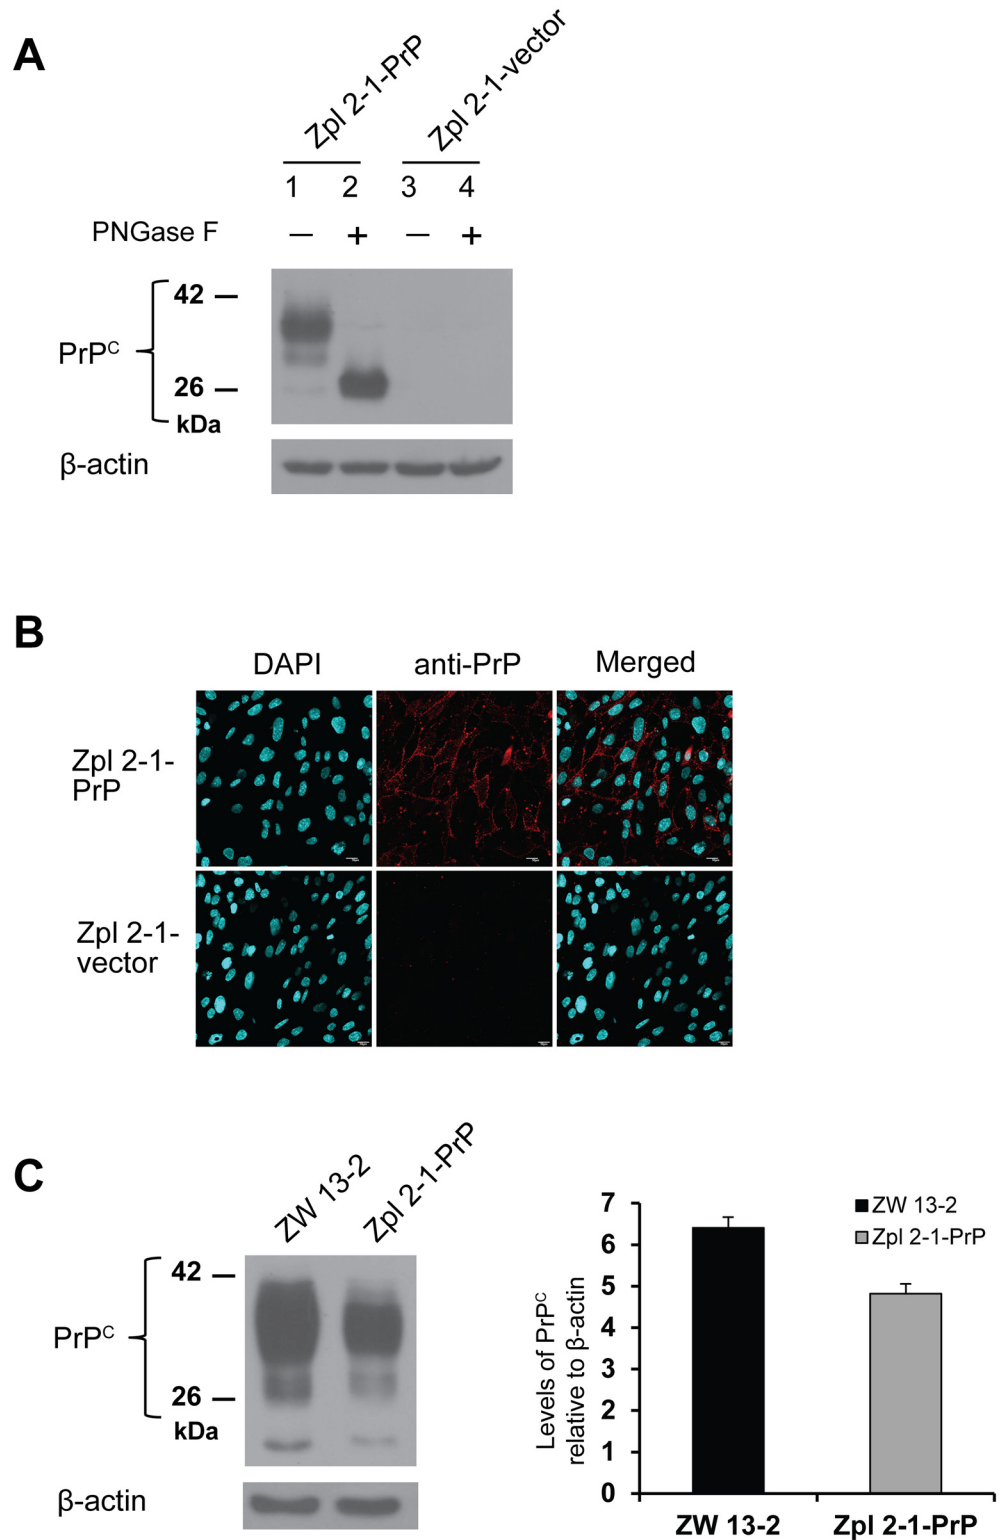 A
Zpl 2-1-PrP
Zpl 2-1-vector
1 2 3 4
PNGase F − + − +
42
PrPC
26
kDa
β-actin
B
DAPI anti-PrP Merged
Zpl 2-1-
PrP
Zpl 2-1-
vector
C
ZW 13-2
Zpl 2-1-PrP
42
PrPC
26
kDa
β-actin
Levels of PrPC
relative to β-actin
7
6
5
4
3
2
1
0
ZW 13-2
Zpl 2-1-PrP
ZW 13-2 Zpl 2-1-PrP